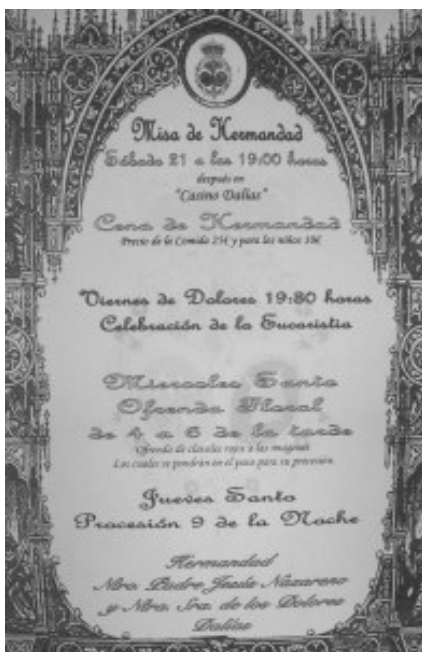 Misa de Hermandad
Sábado 21 a las 19:00 horas
después en
"Casino Dalias"
Cena de Hermandad
Precio de la Comida 25€ y para los niños 10€
Viernes de Dolores 19:30 horas
Celebración de la Eucaristia
Miercoles Santo
Ofrenda Floral
de 4 a 6 de la tarde
Ofrenda de claveles rojos a las imagenes
Los cuales se pondrán en el paso para su procesión
Jueves Santo
Procesión 9 de la Noche
Hermandad
Ntro. Padre Jesús Nazareno
y Ntra. Sra. de los Dolores
Dalías